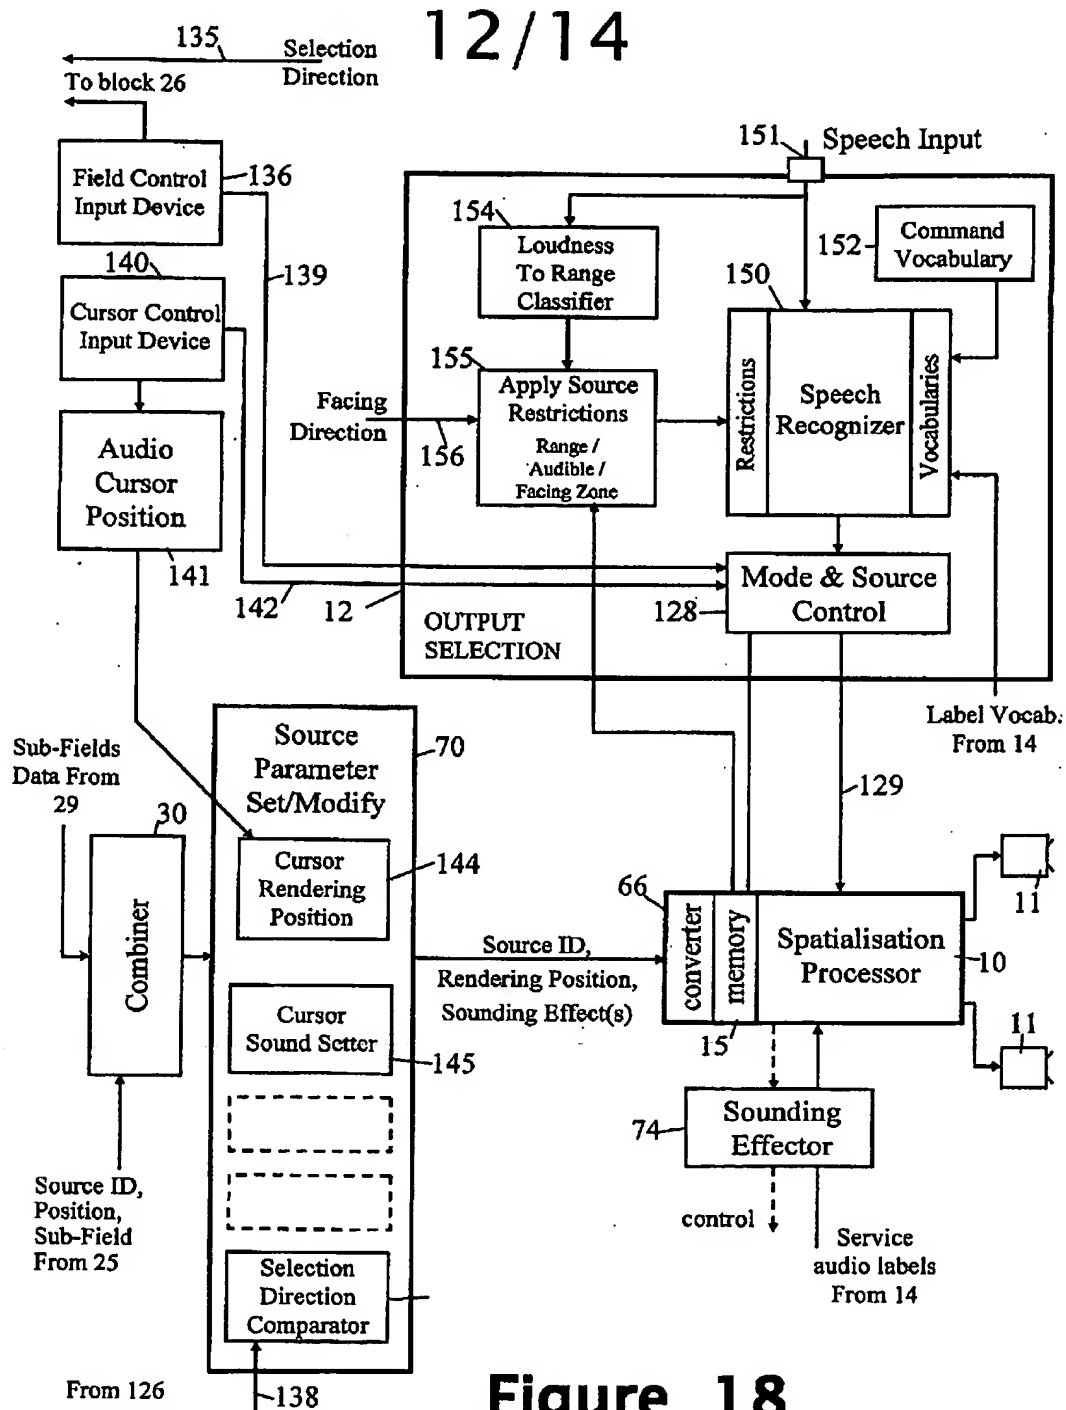 12/14
135
Selection
Direction
To block 26
Field Control
Input Device
136
140
Cursor Control
Input Device
139
Audio
Cursor
Position
141
142
151
Speech Input
154
Loudness
To Range
Classifier
152
Command
Vocabulary
150
155
Apply Source
Restrictions
Range /
Audible /
Facing Zone
Facing
Direction
156
Restrictions
Speech
Recognizer
Vocabularies
12
128
Mode & Source
Control
OUTPUT
SELECTION
Label Vocab.
From 14
129
Sub-Fields
Data From
29
30
Combiner
Source ID,
Position,
Sub-Field
From 25
Source
Parameter
Set/Modify
70
Cursor
Rendering
Position
144
Cursor
Sound Setter
145
Selection
Direction
Comparator
From 126
138
Source ID,
Rendering Position,
Sounding Effect(s)
66
converter
memory
15
Spatialisation
Processor
10
11
11
74
Sounding
Effector
control
Service
audio labels
From 14
Figure 18